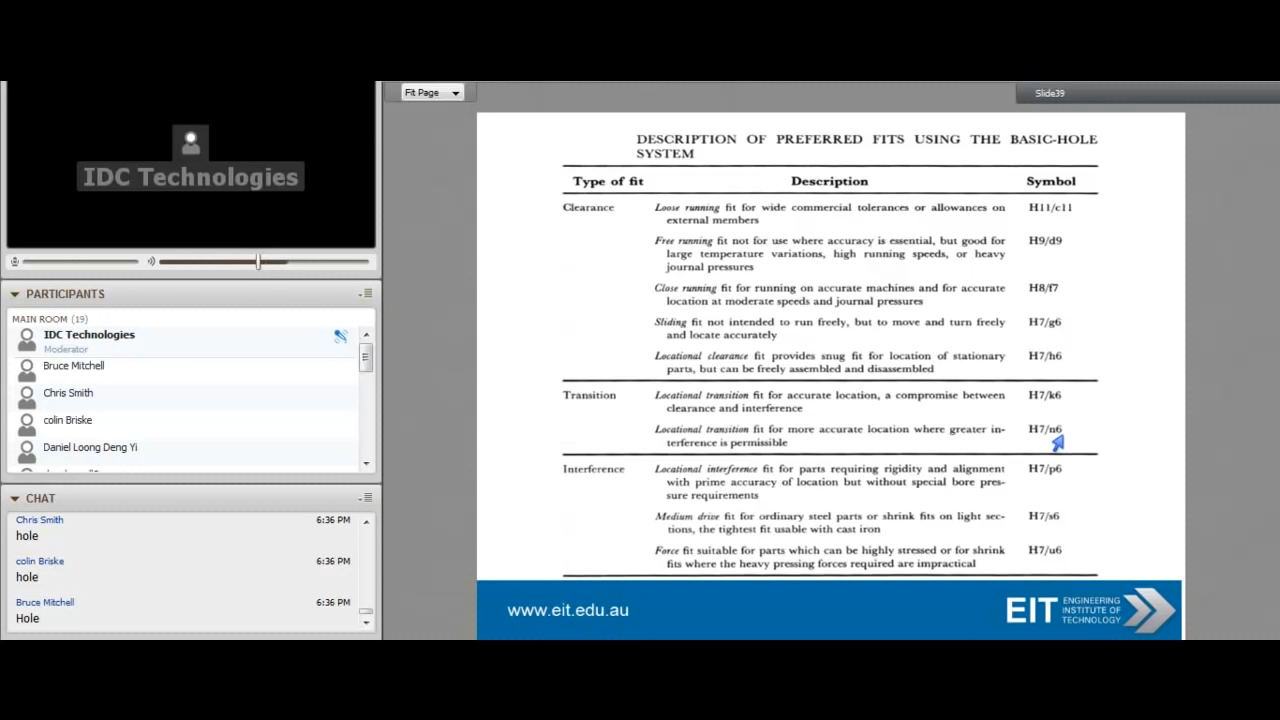 IDC Technologies
PARTICIPANTS
MAIN ROOM (19)
IDC Technologies
Moderator
Bruce Mitchell
Chris Smith
colin Briske
Daniel Loong Deng Yi
CHAT
Chris Smith 6:36 PM
hole
colin Briske 6:36 PM
hole
Bruce Mitchell 6:36 PM
Hole
Fit Page
Slide39
DESCRIPTION OF PREFERRED FITS USING THE BASIC-HOLE
SYSTEM
Type of fit Description Symbol
Clearance Loose running fit for wide commercial tolerances or allowances on H11/c11
external members
Free running fit not for use where accuracy is essential, but good for H9/d9
large temperature variations, high running speeds, or heavy
journal pressures
Close running fit for running on accurate machines and for accurate H8/f7
location at moderate speeds and journal pressures
Sliding fit not intended to run freely, but to move and turn freely H7/g6
and locate accurately
Locational clearance fit provides snug fit for location of stationary H7/h6
parts, but can be freely assembled and disassembled
Transition Locational transition fit for accurate location, a compromise between H7/k6
clearance and interference
Locational transition fit for more accurate location where greater in- H7/n6
terference is permissible
Interference Locational interference fit for parts requiring rigidity and alignment H7/p6
with prime accuracy of location but without special bore pres-
sure requirements
Medium drive fit for ordinary steel parts or shrink fits on light sec- H7/s6
tions, the tightest fit usable with cast iron
Force fit suitable for parts which can be highly stressed or for shrink H7/u6
fits where the heavy pressing forces required are impractical
www.eit.edu.au
EIT ENGINEERING
INSTITUTE OF
TECHNOLOGY